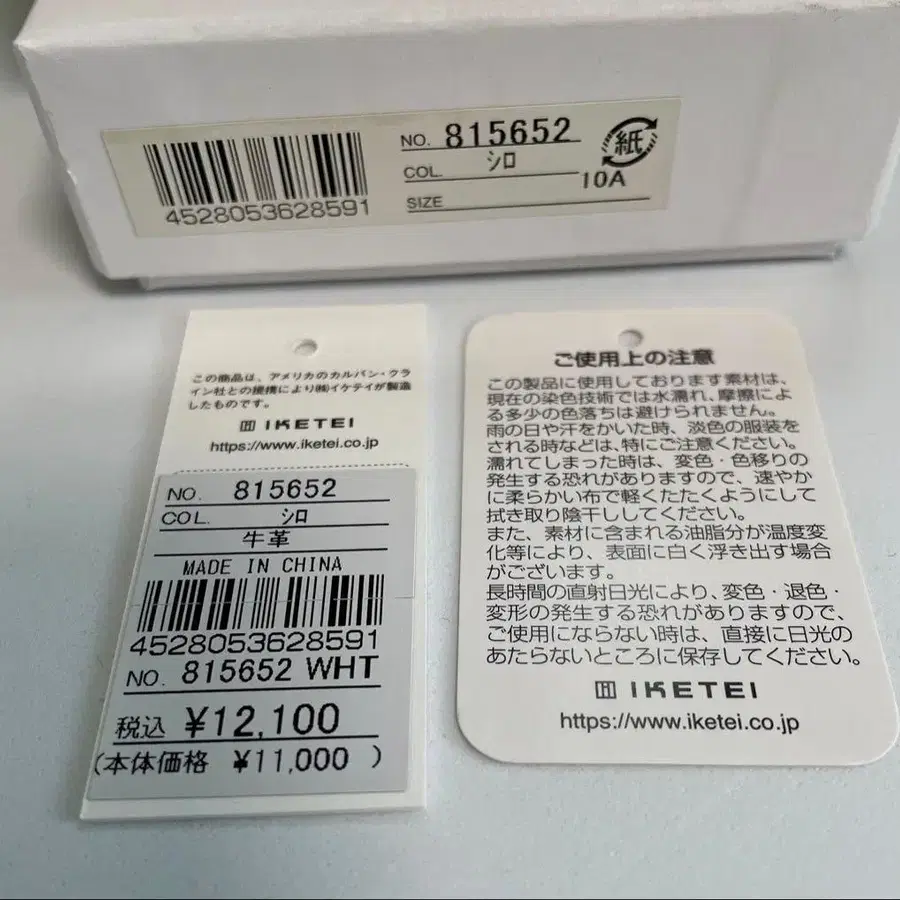 4528053628591
NO. 815652
COL. シロ
10A
SIZE
紙
この商品は、アメリカのカルバン・クラ
イン社との提携により㈱イケテイが製造
したものです。
IKETEI
https://www.iketei.co.jp
NO. 815652
COL. シロ
牛革
MADE IN CHINA
4528053628591
NO. 815652 WHT
税込 ¥12,100
(本体価格 ¥11,000 )
ご使用上の注意
この製品に使用しております素材は、
現在の染色技術では水濡れ、摩擦によ
る多少の色落ちは避けられません。
雨の日や汗をかいた時、淡色の服装を
される時などは、特にご注意ください。
濡れてしまった時は、変色・色移りの
発生する恐れがありますので、速やか
に柔らかい布で軽くたたくようにして
拭き取り陰干ししてください。
また、素材に含まれる油脂分が温度変
化等により、表面に白く浮き出す場合
がございます。
長時間の直射日光により、変色・退色・
変形の発生する恐れがありますので、
ご使用にならない時は、直接に日光の
あたらないところに保存してください。
IKETEI
https://www.iketei.co.jp